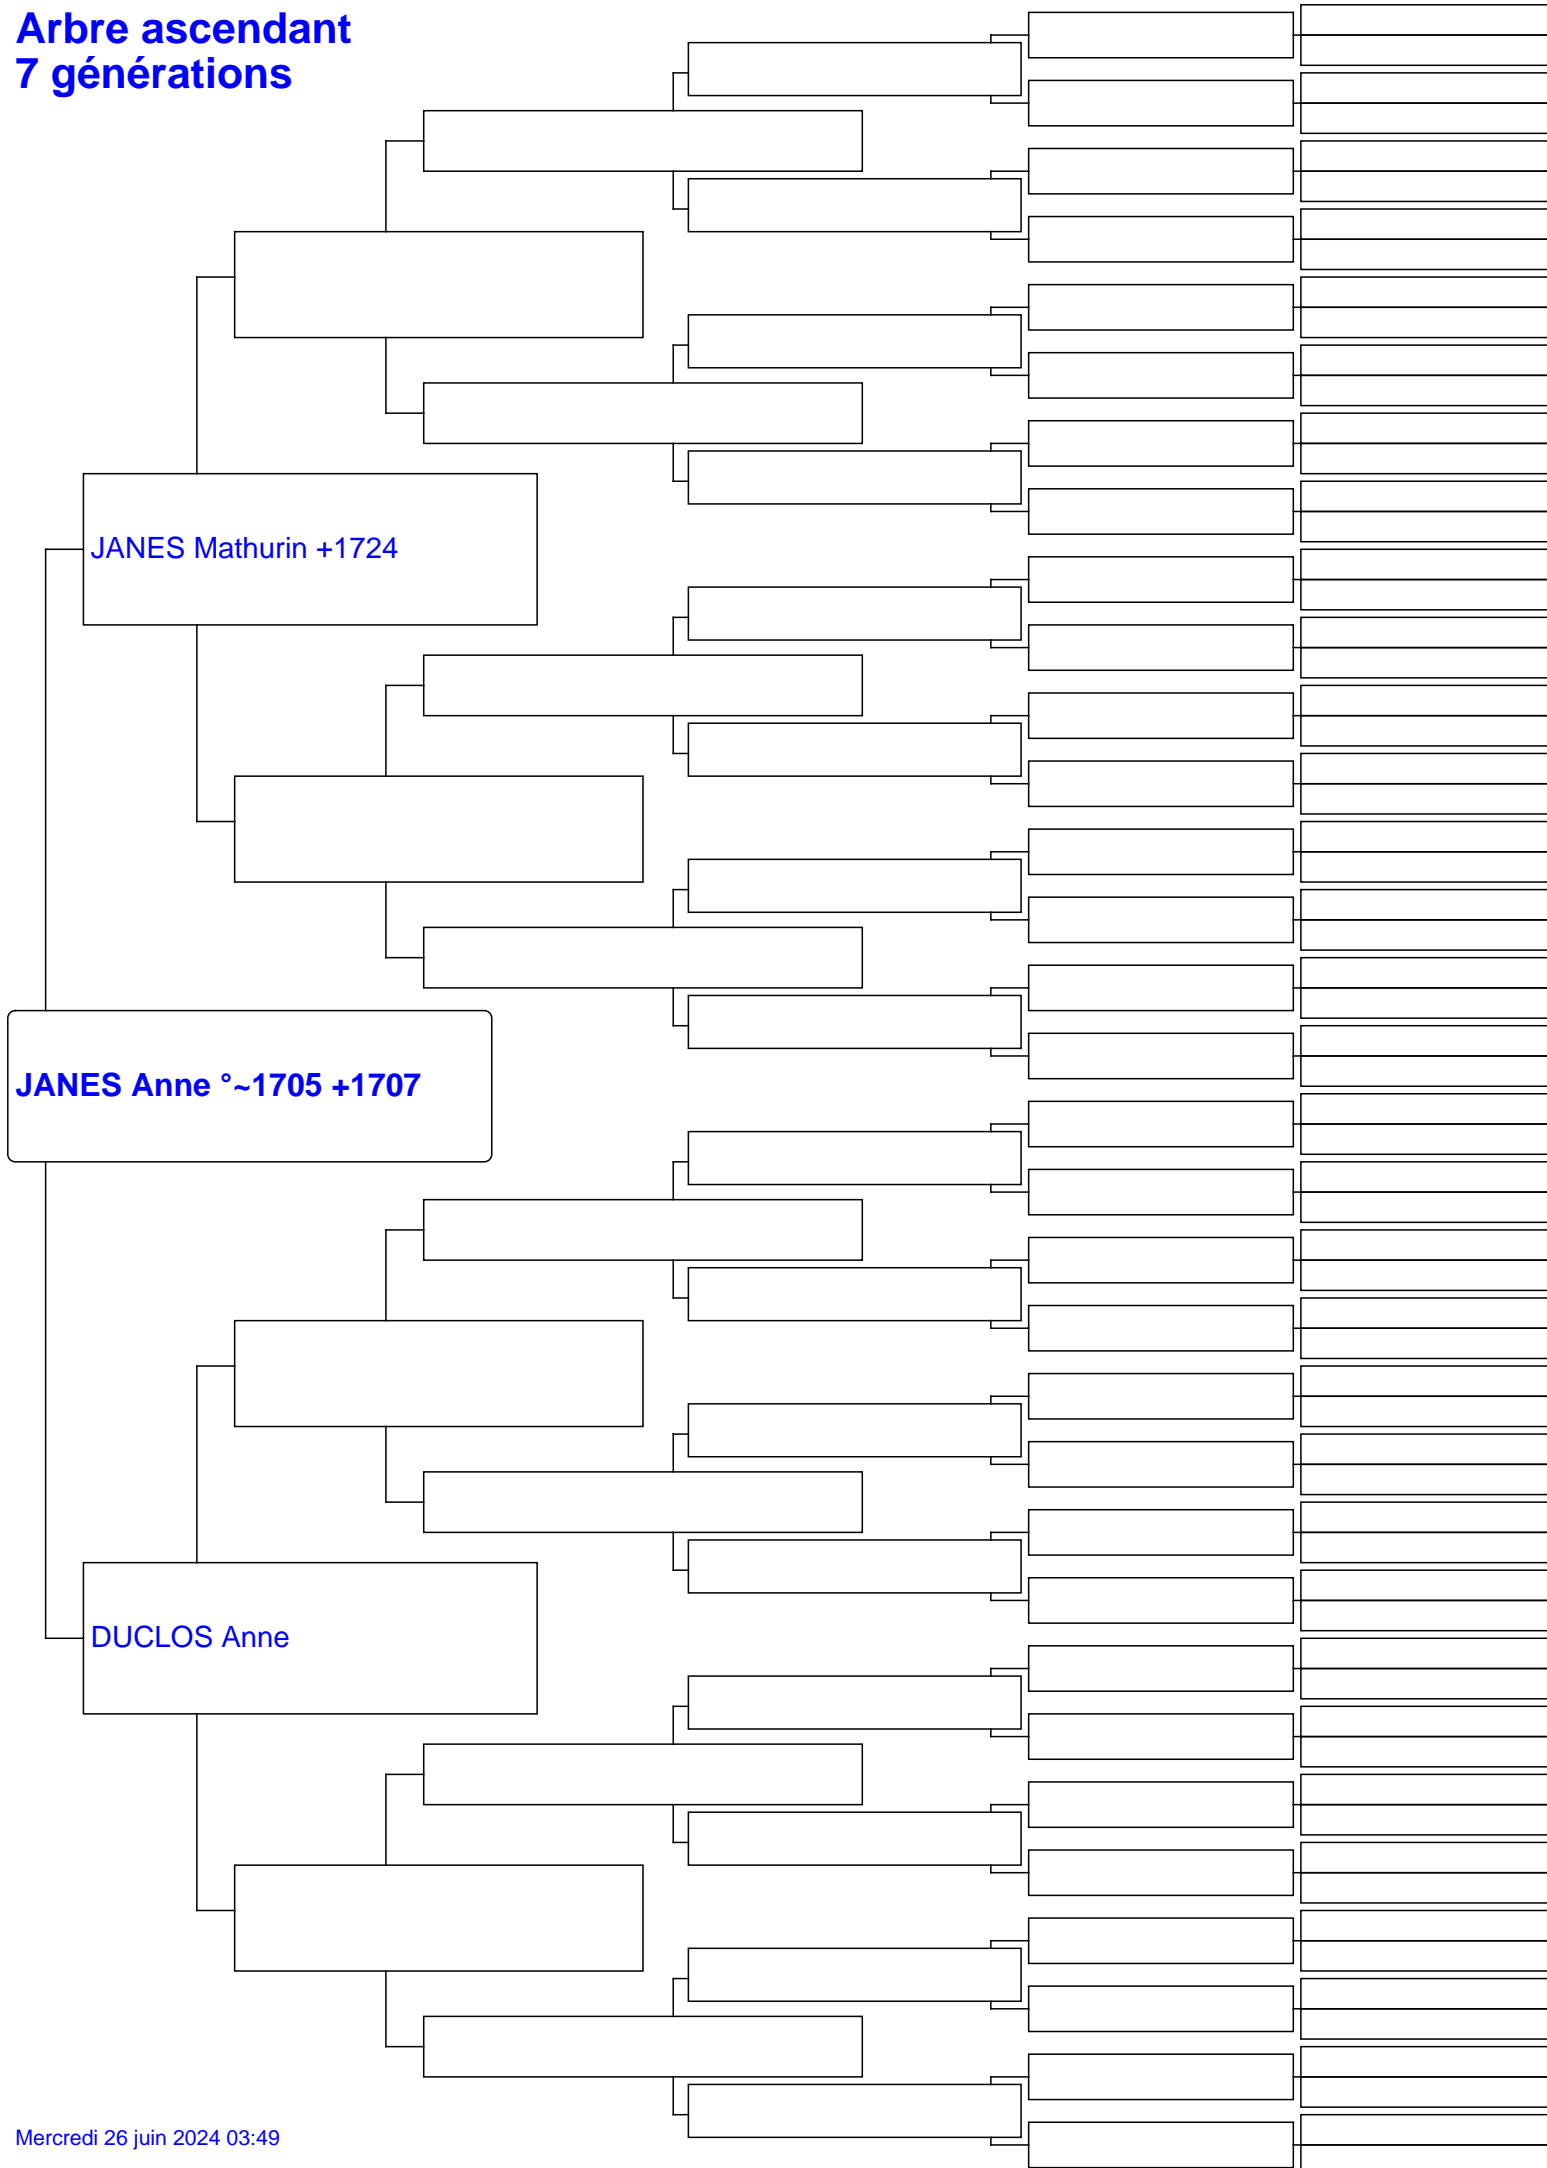 Arbre ascendant
7 générations
JANES Mathurin +1724
JANES Anne °~1705 +1707
DUCLOS Anne
Mercredi 26 juin 2024 03:49